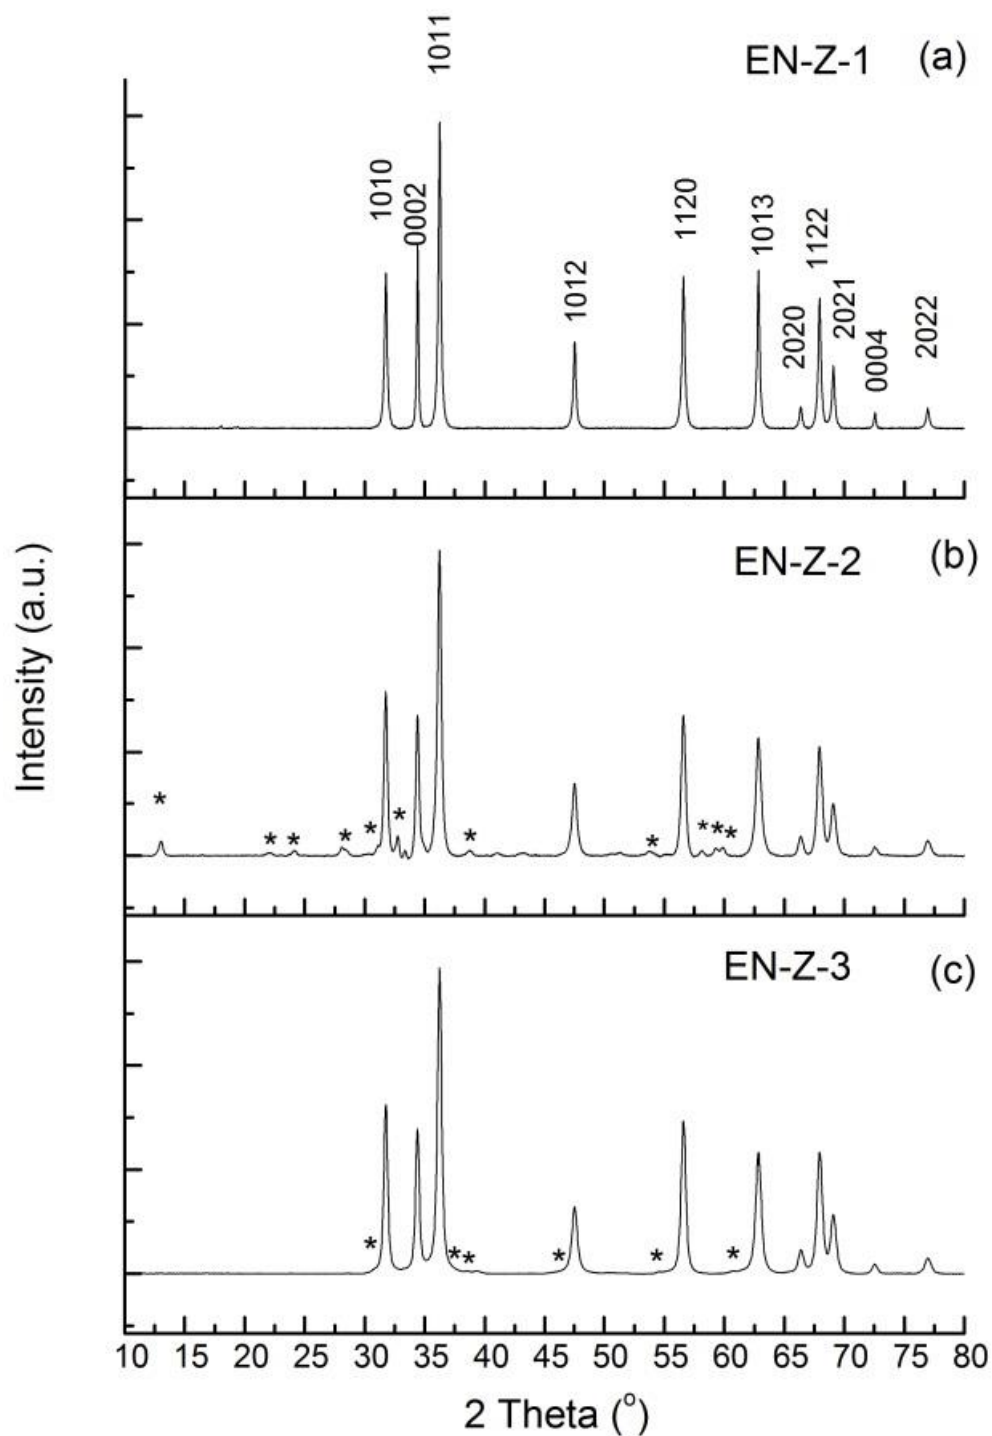 EN-Z-1 (a)
1010
0002
1011
1012
1120
1013
2020
1122
2021
0004
2022
EN-Z-2 (b)
* * * * * * * * * * *
EN-Z-3 (c)
* * * * * *
Intensity (a.u.)
10 15 20 25 30 35 40 45 50 55 60 65 70 75 80
2 Theta (°)